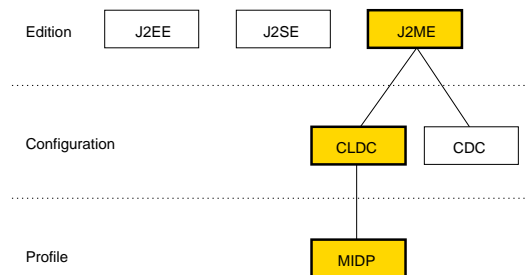 Edition J2EE J2SE J2ME
Configuration CLDC CDC
Profile MIDP